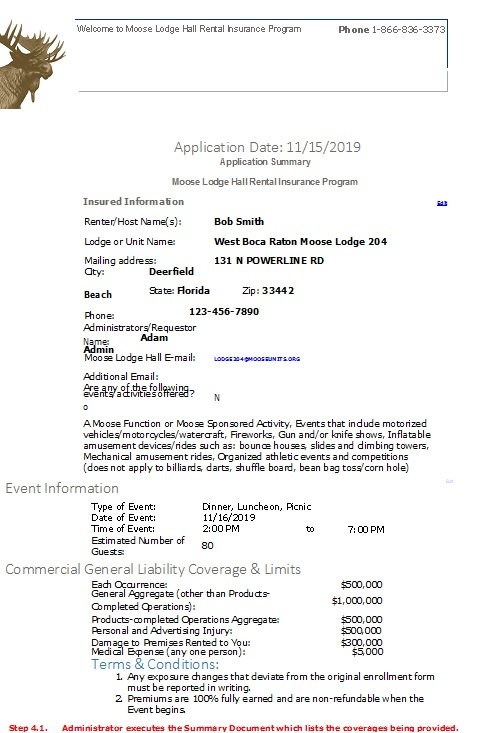 Welcome to Moose Lodge Hall Rental Insurance Program Phone 1-866-836-3373
Application Date: 11/15/2019
Application Summary
Moose Lodge Hall Rental Insurance Program
Insured Information Edit
Renter/Host Name(s): Bob Smith
Lodge or Unit Name: West Boca Raton Moose Lodge 204
Mailing address: 131 N POWERLINE RD
City: Deerfield
Beach State: Florida Zip: 33442
Phone: 123-456-7890
Administrators/Requestor
Name: Adam
Admin
Moose Lodge Hall E-mail: LODGE204@MOOSEUNITS.ORG
Additional Email:
Are any of the following
events/activities offered? N
o
A Moose Function or Moose Sponsored Activity, Events that include motorized
vehicles/motorcycles/watercraft, Fireworks, Gun and/or knife shows, Inflatable
amusement devices/rides such as: bounce houses, slides and climbing towers,
Mechanical amusement rides, Organized athletic events and competitions
(does not apply to billiards, darts, shuffle board, bean bag toss/corn hole)
Event Information
Type of Event: Dinner, Luncheon, Picnic
Date of Event: 11/16/2019
Time of Event: 2:00 PM to 7:00 PM
Estimated Number of
Guests: 80
Commercial General Liability Coverage & Limits
Each Occurrence: $500,000
General Aggregate (other than Products-
Completed Operations): $1,000,000
Products-completed Operations Aggregate: $500,000
Personal and Advertising Injury: $500,000
Damage to Premises Rented to You: $300,000
Medical Expense (any one person): $5,000
Terms & Conditions:
1. Any exposure changes that deviate from the original enrollment form
must be reported in writing.
2. Premiums are 100% fully earned and are non-refundable when the
Event begins.
Step 4.1. Administrator executes the Summary Document which lists the coverages being provided.